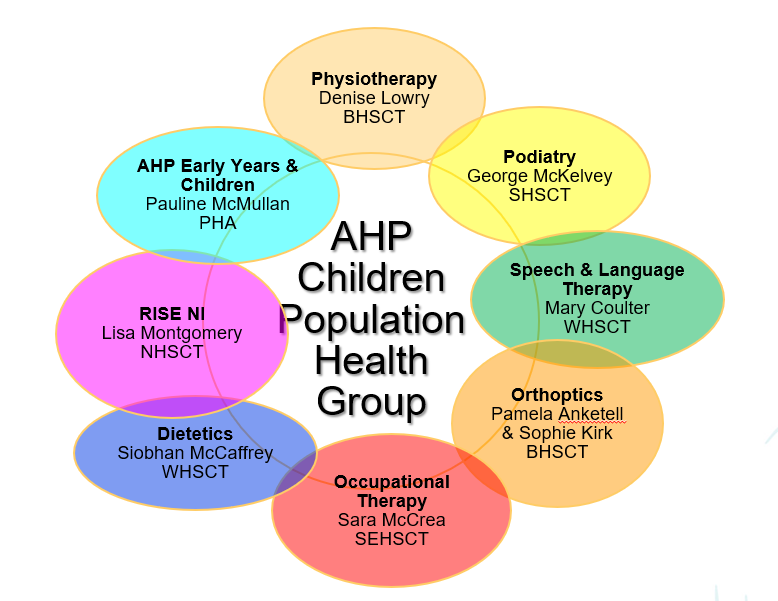 Physiotherapy
Denise Lowry
BHSCT
Podiatry
George McKelvey
SHSCT
Speech & Language
Therapy
Mary Coulter
WHSCT
Orthoptics
Pamela Anketell
& Sophie Kirk
BHSCT
Occupational
Therapy
Sara McCrea
SEHSCT
Dietetics
Siobhan McCaffrey
WHSCT
RISE NI
Lisa Montgomery
NHSCT
AHP Early Years &
Children
Pauline McMullan
PHA
AHP
Children
Population
Health
Group